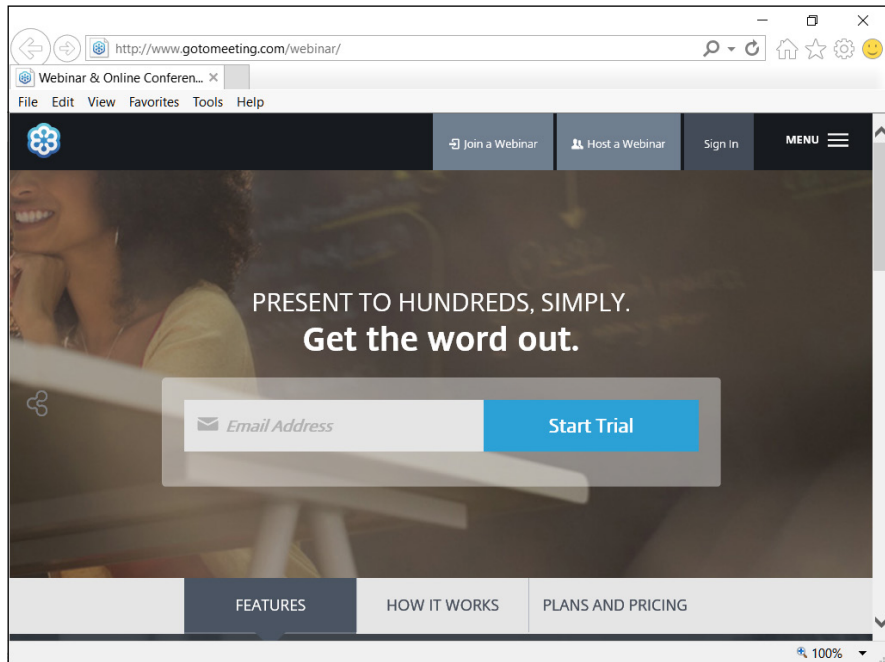 http://www.gotomeeting.com/webinar/
Webinar & Online Conferen...
File Edit View Favorites Tools Help
Join a Webinar Host a Webinar Sign In MENU
PRESENT TO HUNDREDS, SIMPLY.
Get the word out.
Email Address Start Trial
FEATURES HOW IT WORKS PLANS AND PRICING
100%